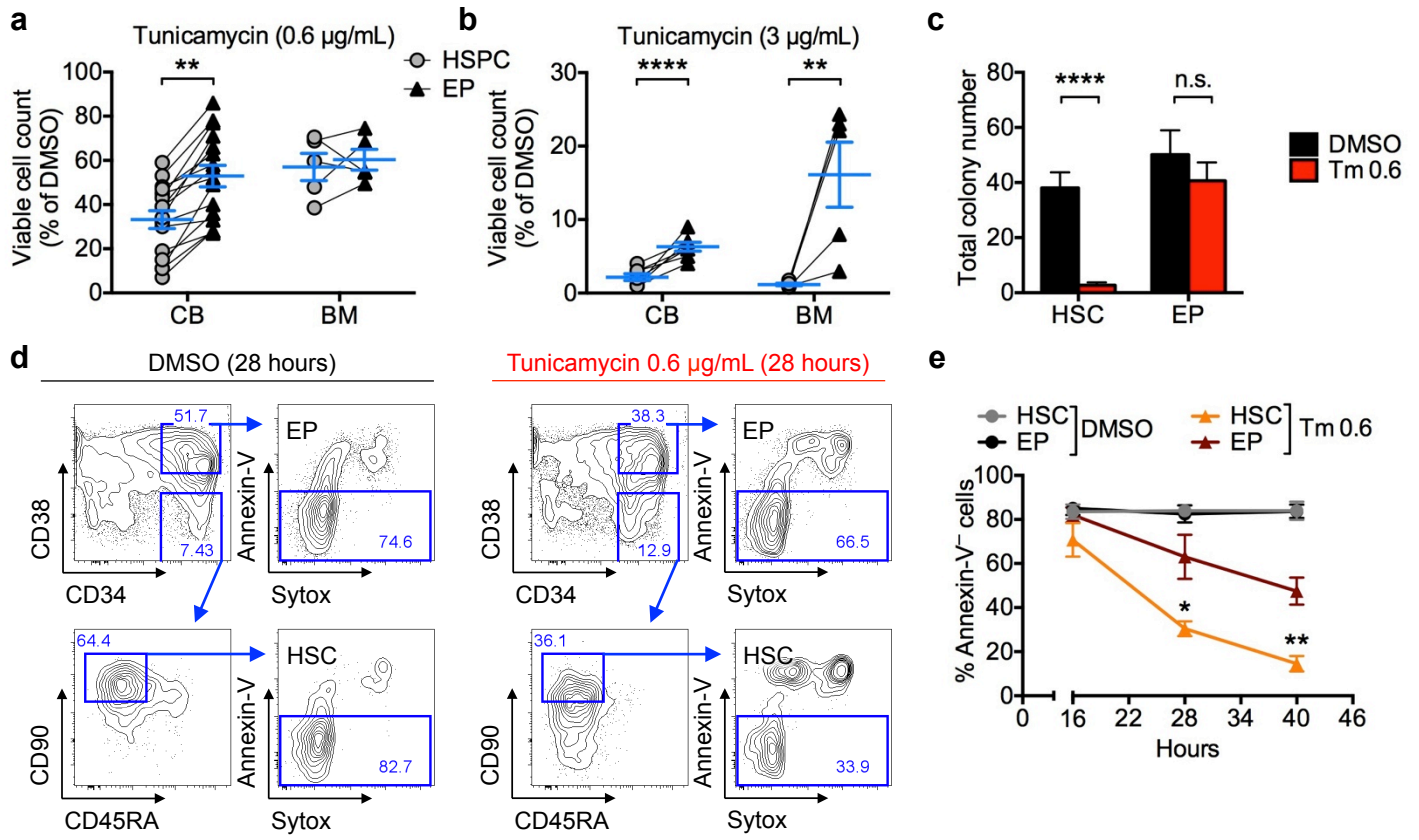 a
Tunicamycin (0.6 µg/mL)
HSPC
EP
Viable cell count
(% of DMSO)
100
80
60
40
20
0
**
CB
BM
b
Tunicamycin (3 µg/mL)
Viable cell count
(% of DMSO)
30
20
10
0
****
**
CB
BM
c
Total colony number
80
60
40
20
0
****
n.s.
HSC
EP
DMSO
Tm 0.6
d
DMSO (28 hours)
51.7
7.43
CD38
CD34
EP
74.6
Annexin-V
Sytox
64.4
CD90
CD45RA
HSC
82.7
Annexin-V
Sytox
Tunicamycin 0.6 µg/mL (28 hours)
38.3
12.9
CD38
CD34
EP
66.5
Annexin-V
Sytox
36.1
CD90
CD45RA
HSC
33.9
Annexin-V
Sytox
e
HSC
EP
DMSO
HSC
EP
Tm 0.6
% Annexin-V⁻ cells
100
80
60
40
20
0
*
**
0 16 22 28 34 40 46
Hours